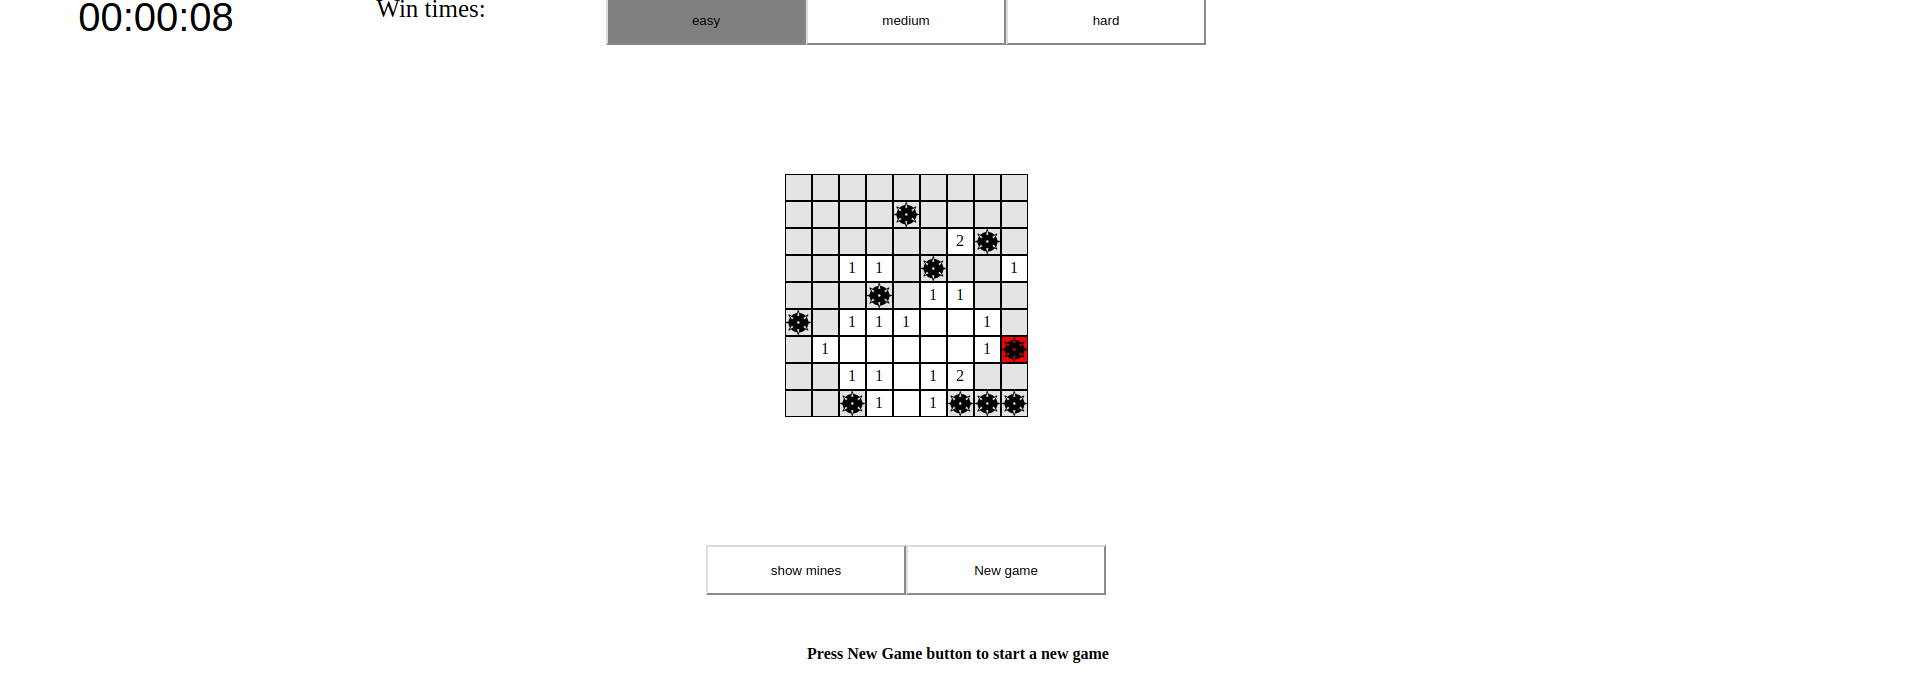 00:00:08
Win times:
easy medium hard
2
1 1 1
1 1
1 1 1 1
1 1
1 1 1 2
1 1
show mines New game
Press New Game button to start a new game